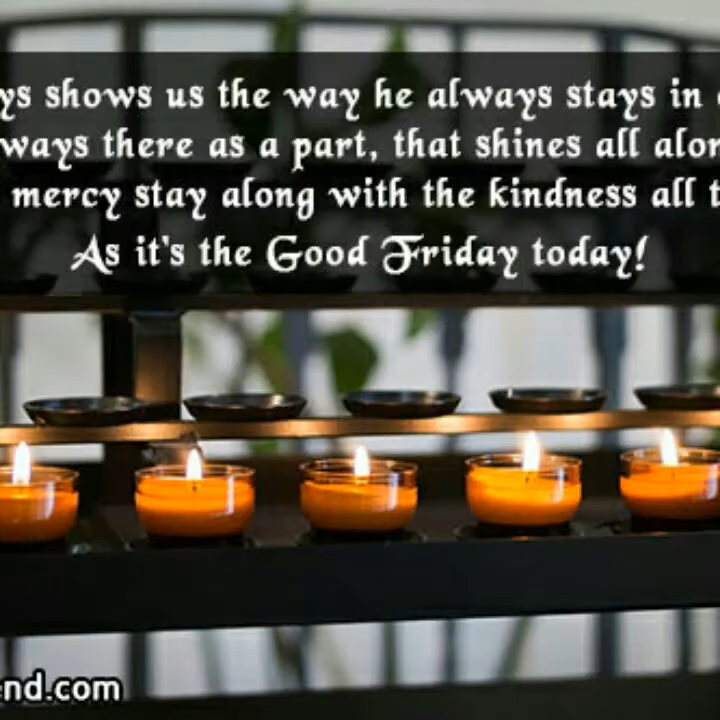 ys shows us the way he always stays in
ways there as a part, that shines all alon
mercy stay along with the kindness all t
As it's the Good Friday today!
end.com